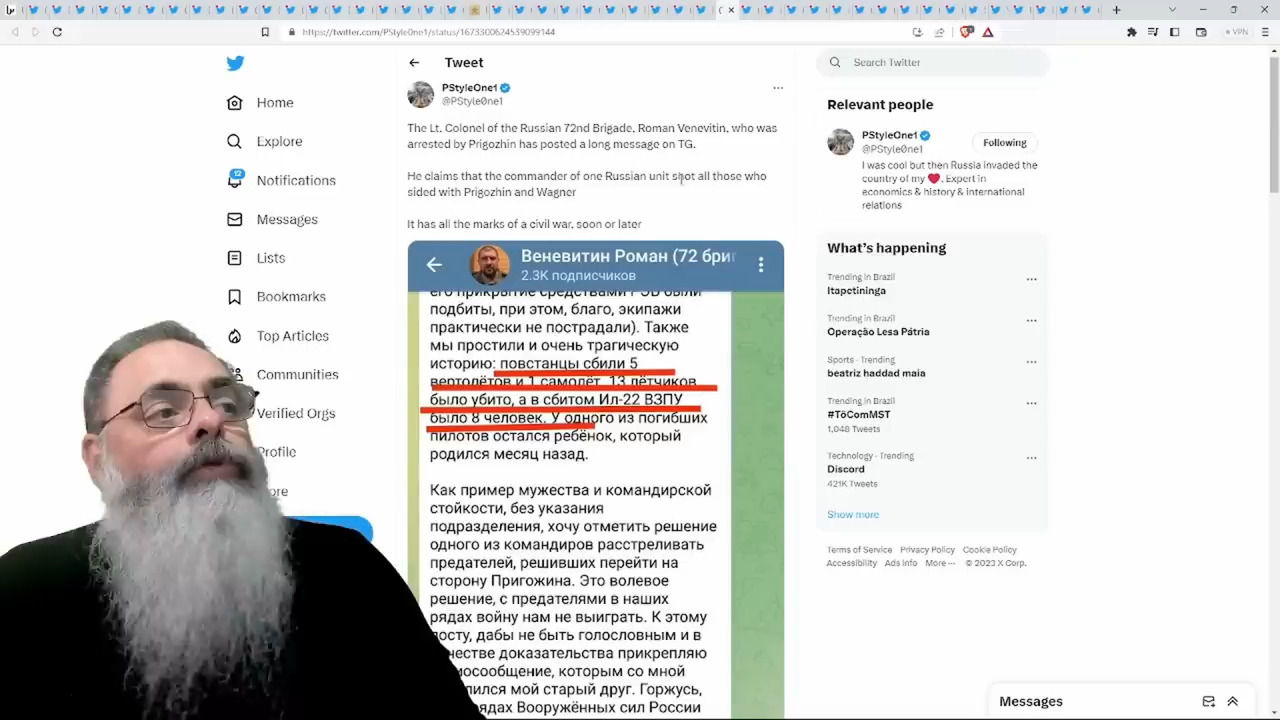 https://twitter.com/PStyle0ne1/status/1673300624539099144
VPN
Home
Explore
12
Notifications
Messages
Lists
Bookmarks
Top Articles
Communities
Verified Orgs
Tweet
PStyleOne1
@PStyle0ne1
The Lt. Colonel of the Russian 72nd Brigade, Roman Venevitin, who was
arrested by Prigozhin has posted a long message on TG.
He claims that the commander of one Russian unit shot all those who
sided with Prigozhin and Wagner
It has all the marks of a civil war, soon or later
Веневитин Роман (72 бриг
2.3K подписчиков
его прикрытие средствами РЭБ были
подбиты, при этом, благо, экипажи
практически не пострадали). Также
мы простили и очень трагическую
историю: повстанцы сбили 5
вертолётов и 1 самолёт, 13 лётчиков
было убито, а в сбитом Ил-22 ВЗПУ
было 8 человек. У одного из погибших
пилотов остался ребёнок, который
родился месяц назад.
Как пример мужества и командирской
стойкости, без указания
подразделения, хочу отметить решение
одного из командиров расстреливать
предателей, решивших перейти на
сторону Пригожина. Это волевое
решение, с предателями в наших
рядах войну нам не выиграть. К этому
посту, дабы не быть голословным и в
доказательства прикрепляю
которым со мной
мой старый друг. Горжусь,
Вооружённых сил России
Search Twitter
Relevant people
PStyleOne1
@PStyle0ne1
Following
I was cool but then Russia invaded the
country of my ❤️. Expert in
economics & history & international
relations
What's happening
Trending in Brazil
Itapetininga
Trending in Brazil
Operação Lesa Pátria
Sports · Trending
beatriz haddad maia
Trending in Brazil
#TôComMST
1,048 Tweets
Technology · Trending
Discord
421K Tweets
Show more
Terms of Service Privacy Policy Cookie Policy
Accessibility Ads info More ··· © 2023 X Corp.
Messages